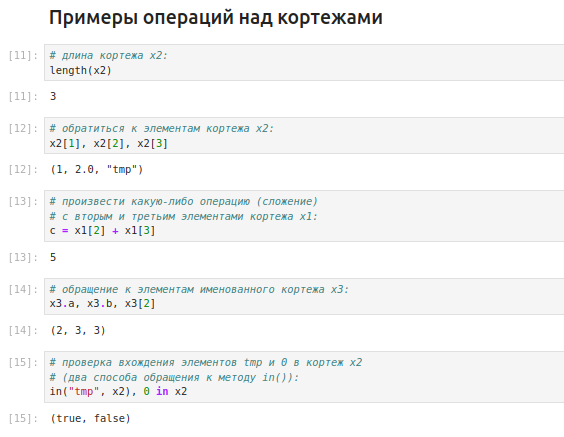 Примеры операций над кортежами
[11]: # длина кортежа x2:
length(x2)
[11]: 3
[12]: # обратиться к элементам кортежа x2:
x2[1], x2[2], x2[3]
[12]: (1, 2.0, "tmp")
[13]: # произвести какую-либо операцию (сложение)
# с вторым и третьим элементами кортежа x1:
c = x1[2] + x1[3]
[13]: 5
[14]: # обращение к элементам именованного кортежа x3:
x3.a, x3.b, x3[2]
[14]: (2, 3, 3)
[15]: # проверка вхождения элементов tmp и 0 в кортеж x2
# (два способа обращения к методу in()):
in("tmp", x2), 0 in x2
[15]: (true, false)